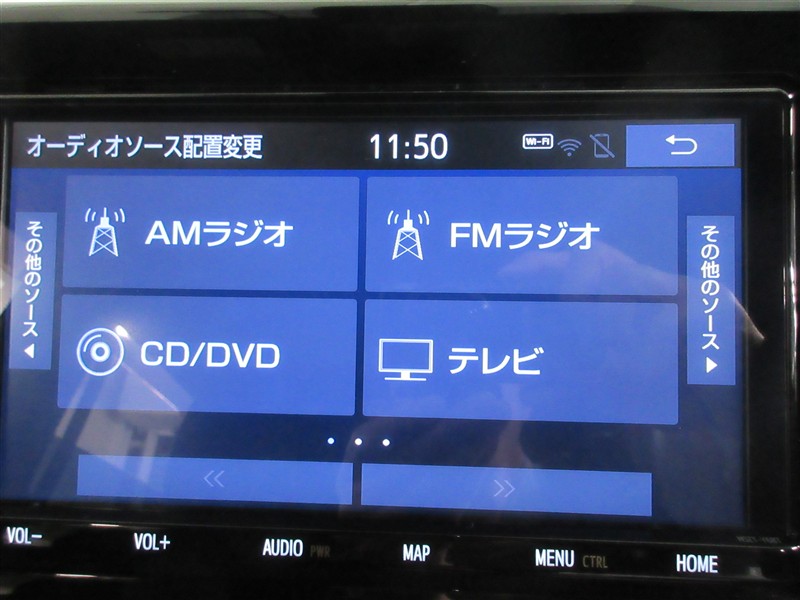 オーディオソース配置変更
11:50
Wi-Fi
その他のソース
AMラジオ
FMラジオ
その他のソース
CD/DVD
テレビ
VOL-
VOL+
AUDIO PWR
MAP
MENU CTRL
HOME